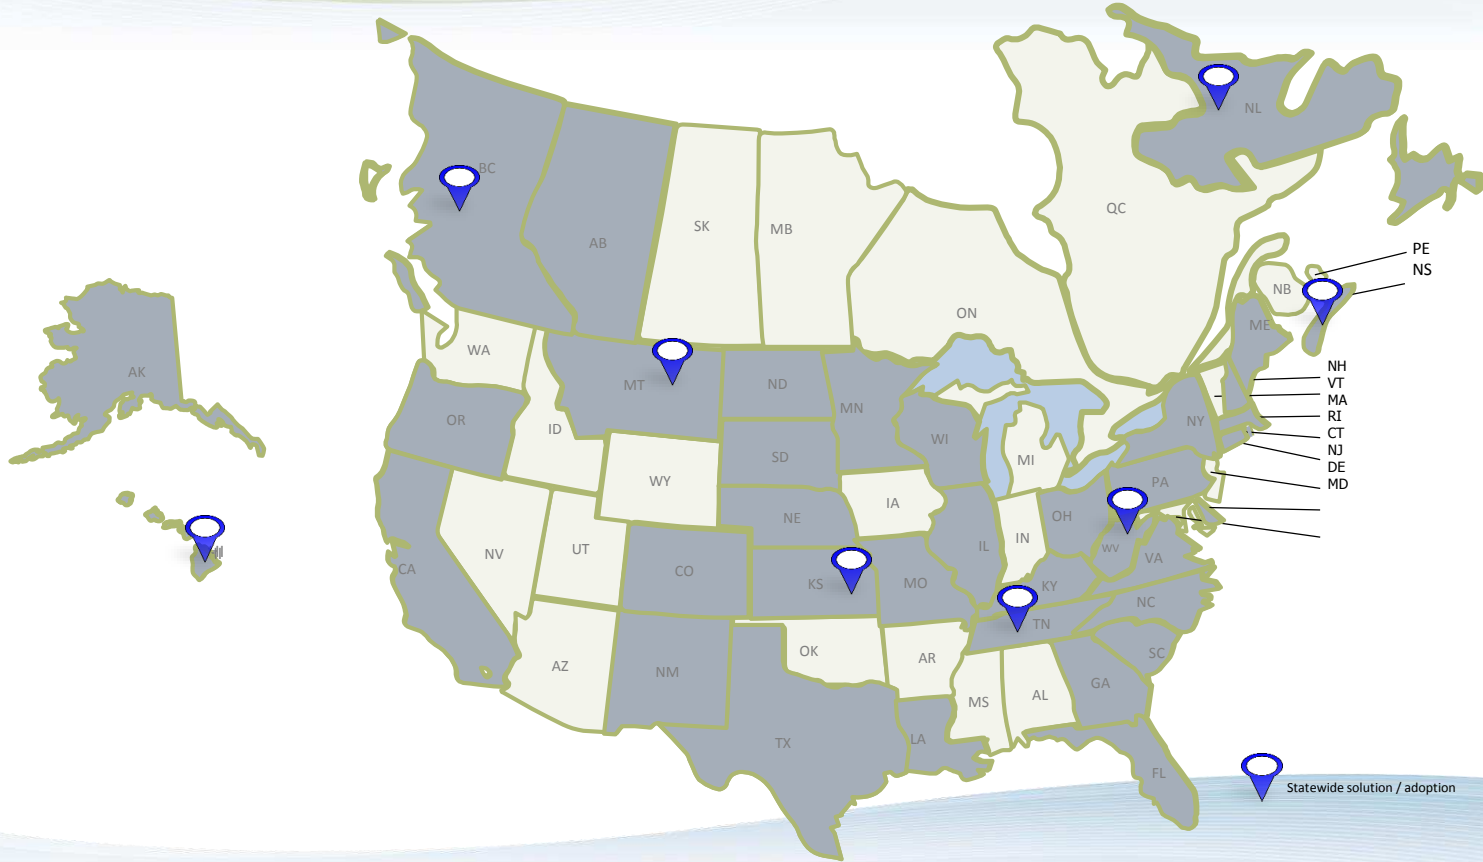 NL
BC
QC
SK
MB
AB
PE
NS
NB
ON
ME
WA
AK
MT
ND
NH
VT
MA
RI
CT
NJ
DE
MD
OR
ID
MN
NY
WI
SD
MI
WY
PA
IA
NE
OH
IN
IL
NV
UT
WV
VA
CA
CO
KS
MO
KY
NC
TN
OK
AR
SC
AZ
NM
GA
MS
AL
TX
LA
FL
Statewide solution / adoption